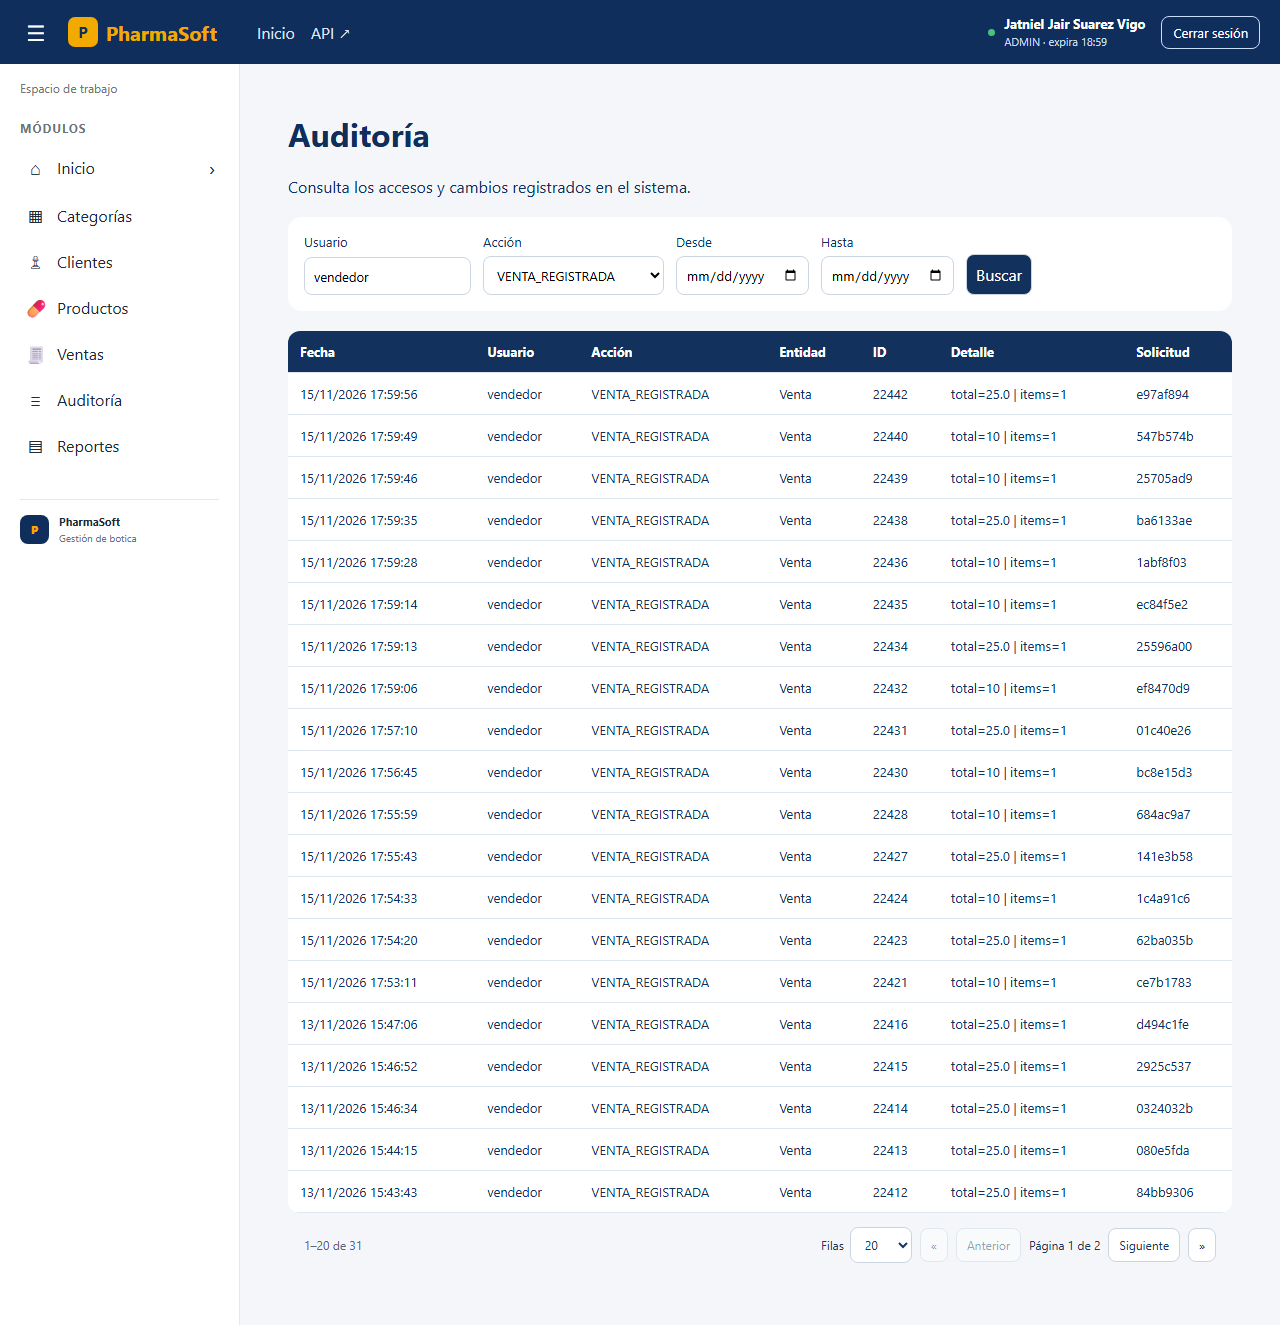 ☰ P PharmaSoft Inicio API ↗ Jatniel Jair Suarez Vigo Cerrar sesión
ADMIN · expira 18:59
Espacio de trabajo
MÓDULOS
Inicio ›
Categorías
Clientes
Productos
Ventas
Auditoría
Reportes
P PharmaSoft
Gestión de botica
Auditoría
Consulta los accesos y cambios registrados en el sistema.
Usuario Acción Desde Hasta
vendedor VENTA_REGISTRADA mm/dd/yyyy mm/dd/yyyy Buscar
Fecha Usuario Acción Entidad ID Detalle Solicitud
15/11/2026 17:59:56 vendedor VENTA_REGISTRADA Venta 22442 total=25.0 | items=1 e97af894
15/11/2026 17:59:49 vendedor VENTA_REGISTRADA Venta 22440 total=10 | items=1 547b574b
15/11/2026 17:59:46 vendedor VENTA_REGISTRADA Venta 22439 total=10 | items=1 25705ad9
15/11/2026 17:59:35 vendedor VENTA_REGISTRADA Venta 22438 total=25.0 | items=1 ba6133ae
15/11/2026 17:59:28 vendedor VENTA_REGISTRADA Venta 22436 total=10 | items=1 1abf8f03
15/11/2026 17:59:14 vendedor VENTA_REGISTRADA Venta 22435 total=10 | items=1 ec84f5e2
15/11/2026 17:59:13 vendedor VENTA_REGISTRADA Venta 22434 total=25.0 | items=1 25596a00
15/11/2026 17:59:06 vendedor VENTA_REGISTRADA Venta 22432 total=10 | items=1 ef8470d9
15/11/2026 17:57:10 vendedor VENTA_REGISTRADA Venta 22431 total=25.0 | items=1 01c40e26
15/11/2026 17:56:45 vendedor VENTA_REGISTRADA Venta 22430 total=10 | items=1 bc8e15d3
15/11/2026 17:55:59 vendedor VENTA_REGISTRADA Venta 22428 total=10 | items=1 684ac9a7
15/11/2026 17:55:43 vendedor VENTA_REGISTRADA Venta 22427 total=25.0 | items=1 141e3b58
15/11/2026 17:54:33 vendedor VENTA_REGISTRADA Venta 22424 total=10 | items=1 1c4a91c6
15/11/2026 17:54:20 vendedor VENTA_REGISTRADA Venta 22423 total=25.0 | items=1 62ba035b
15/11/2026 17:53:11 vendedor VENTA_REGISTRADA Venta 22421 total=10 | items=1 ce7b1783
13/11/2026 15:47:06 vendedor VENTA_REGISTRADA Venta 22416 total=25.0 | items=1 d494c1fe
13/11/2026 15:46:52 vendedor VENTA_REGISTRADA Venta 22415 total=25.0 | items=1 2925c537
13/11/2026 15:46:34 vendedor VENTA_REGISTRADA Venta 22414 total=25.0 | items=1 0324032b
13/11/2026 15:44:15 vendedor VENTA_REGISTRADA Venta 22413 total=25.0 | items=1 080e5fda
13/11/2026 15:43:43 vendedor VENTA_REGISTRADA Venta 22412 total=25.0 | items=1 84bb9306
1–20 de 31 Filas 20 « Anterior Página 1 de 2 Siguiente »